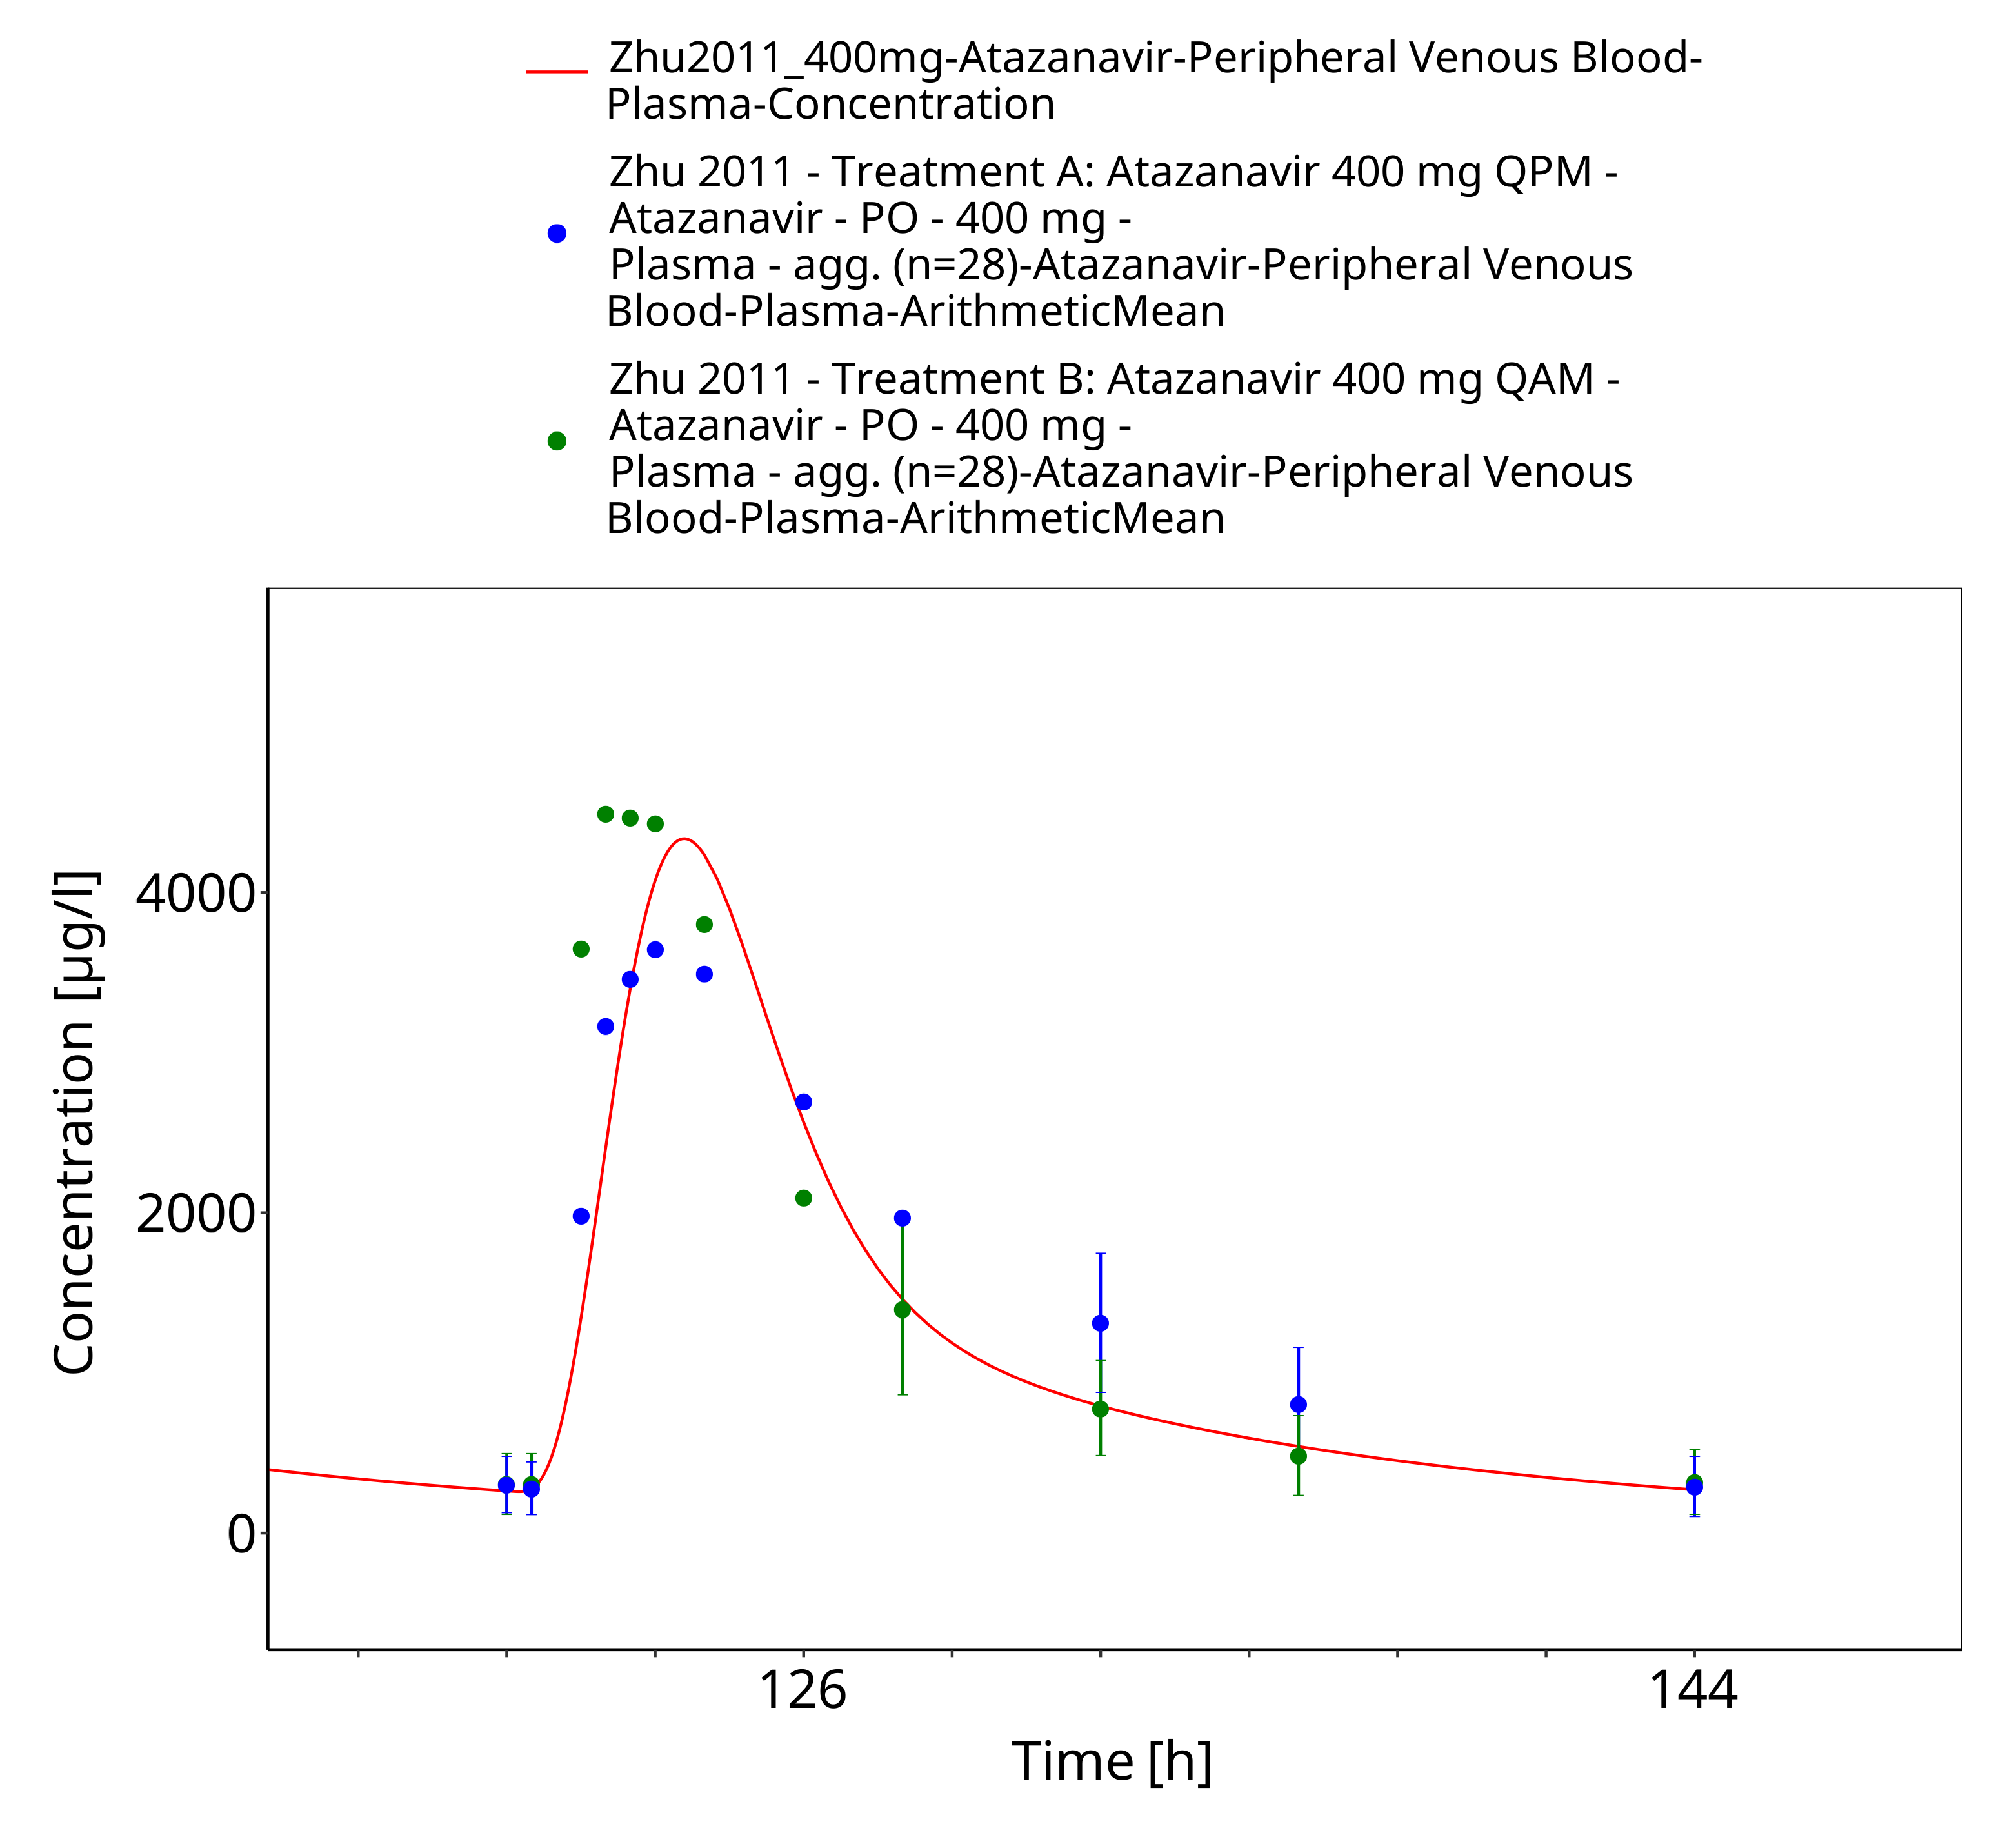 Zhu2011_400mg-Atazanavir-Peripheral Venous Blood-
Plasma-Concentration
Zhu 2011 - Treatment A: Atazanavir 400 mg QPM -
Atazanavir - PO - 400 mg -
Plasma - agg. (n=28)-Atazanavir-Peripheral Venous
Blood-Plasma-ArithmeticMean
Zhu 2011 - Treatment B: Atazanavir 400 mg QAM -
Atazanavir - PO - 400 mg -
Plasma - agg. (n=28)-Atazanavir-Peripheral Venous
Blood-Plasma-ArithmeticMean
Concentration [µg/l]
4000
2000
0
126
144
Time [h]